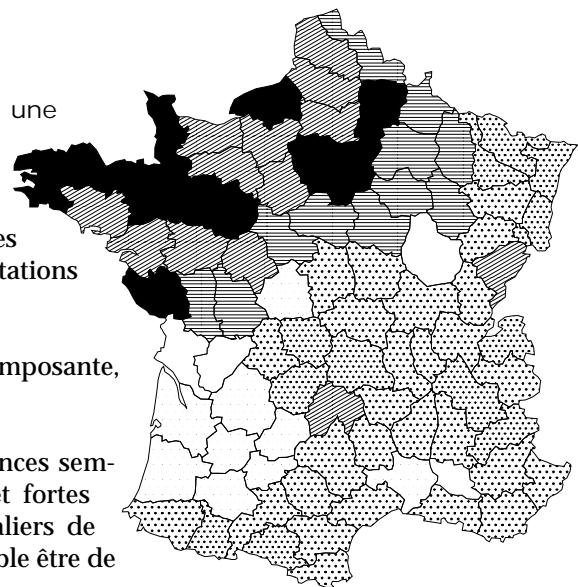 une
es
tations
mposante,
nces sem-
et fortes
aliers de
ble être de